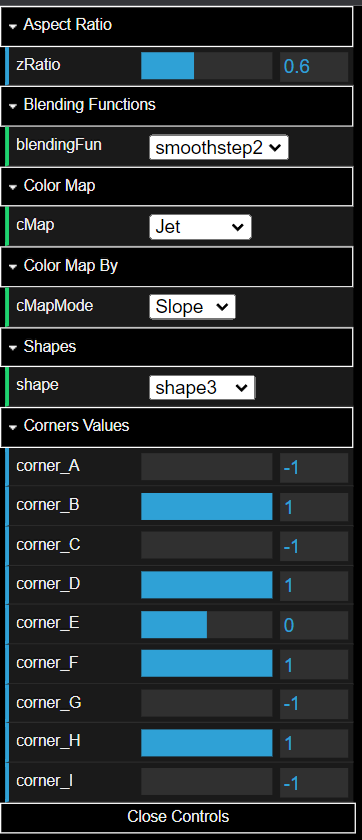 Aspect Ratio
zRatio 0.6
Blending Functions
blendingFun smoothstep2
Color Map
cMap Jet
Color Map By
cMapMode Slope
Shapes
shape shape3
Corners Values
corner_A -1
corner_B 1
corner_C -1
corner_D 1
corner_E 0
corner_F 1
corner_G -1
corner_H 1
corner_I -1
Close Controls